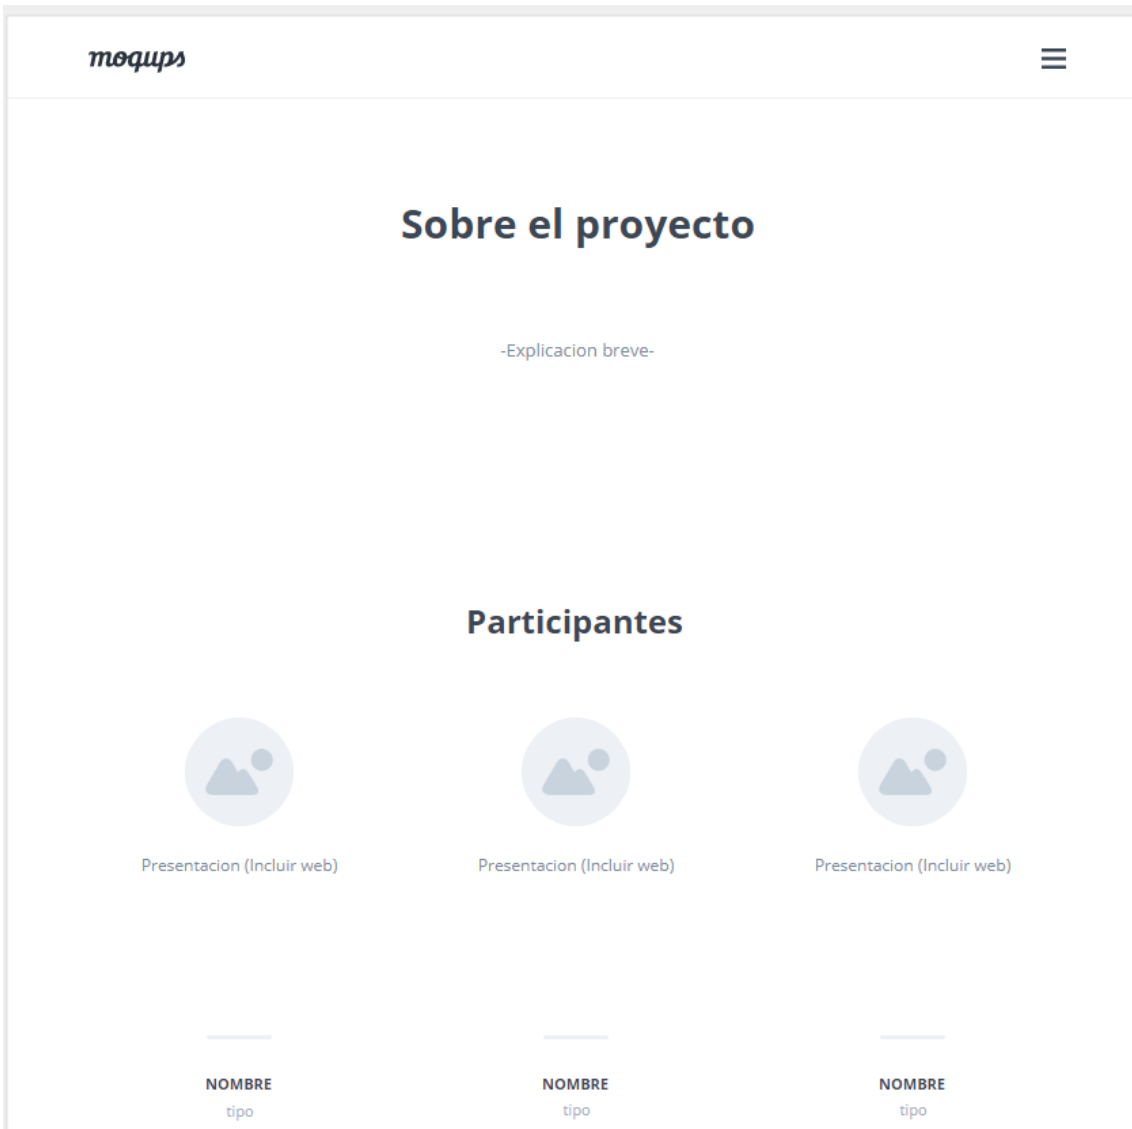 moqups
Sobre el proyecto
-Explicacion breve-
Participantes
Presentacion (Incluir web)
Presentacion (Incluir web)
Presentacion (Incluir web)
NOMBRE
tipo
NOMBRE
tipo
NOMBRE
tipo